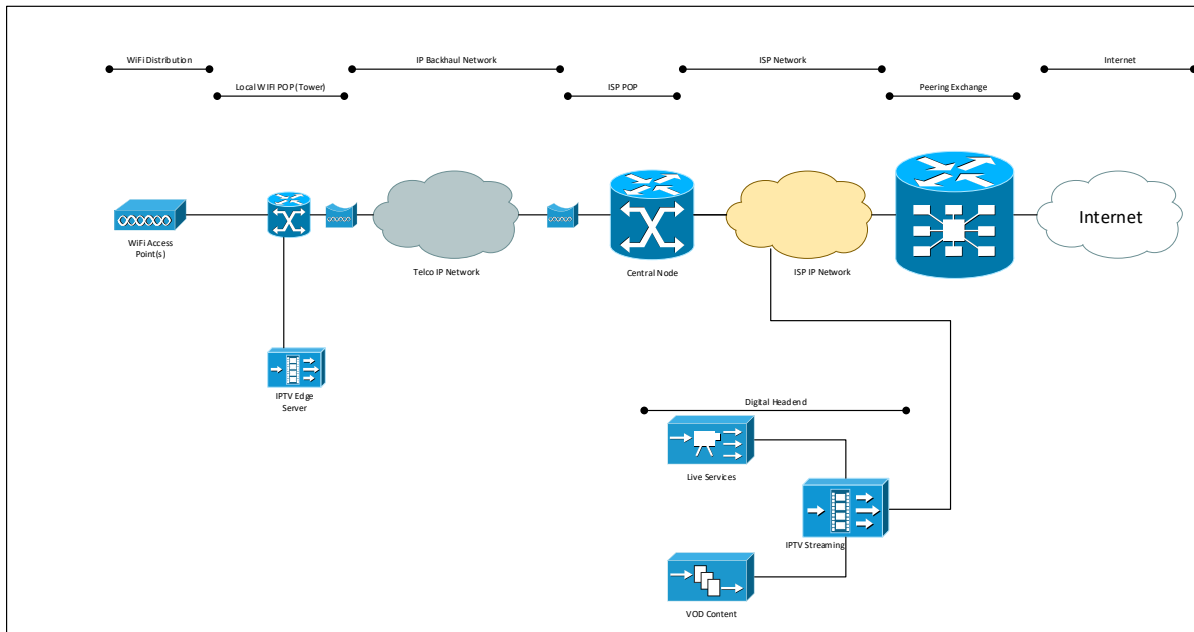 WiFi Distribution
IP Backhaul Network
ISP Network
Internet
Local WIFI POP (Tower)
ISP POP
Peering Exchange
WiFi Access
Point(s)
Telco IP Network
Central Node
ISP IP Network
Internet
IPTV Edge
Server
Digital Headend
Live Services
IPTV Streaming
VOD Content